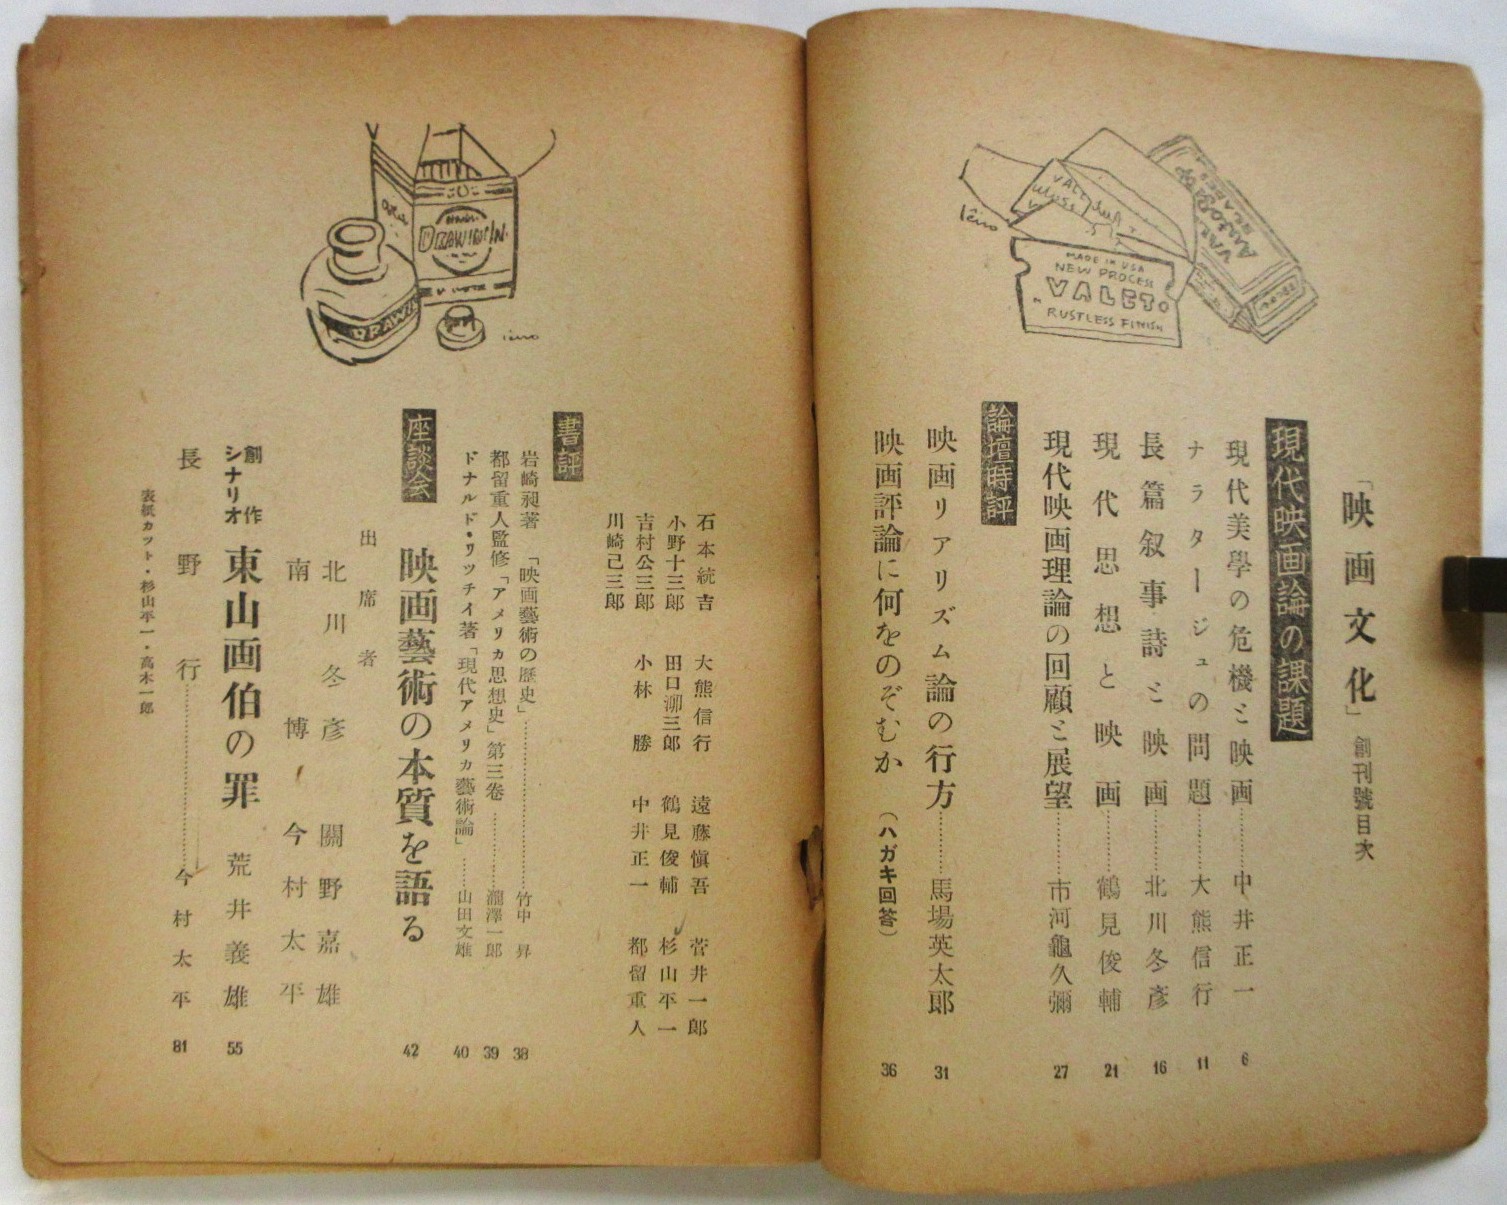 「映画文化」創刊號目次
現代映画論の課題
現代美學の危機と映画………中井正一 6
ナラタージュの問題………大熊信行 11
長篇叙事詩と映画………北川冬彦 16
現代思想と映画………鶴見俊輔 21
現代映画理論の回顧と展望………市河龜久彌 27
論壇時評
映画リアリズム論の行方………馬場英太郎 31
映画評論に何をのぞむか（ハガキ回答） 36
MADE IN USA
NEW PROCESS
VALET
RUSTLESS FINISH
VALET
AutoStrop
BLADES
Kino
石本統吉 大熊信行 遠藤愼吾 菅井一郎
小野十三郎 田口泖三郎 鶴見俊輔 杉山平一
吉村公三郎 小林勝 中井正一 都留重人
川崎己三郎
書評
岩崎昶著「映画藝術の歴史」………竹中昇 38
都留重人監修「アメリカ思想史」第三卷………瀧澤一郎 39
ドナルド・リツチイ著「現代アメリカ藝術論」………山田文雄 40
座談会
映画藝術の本質を語る 42
出席者
北川冬彦 關野嘉雄
南博 今村太平
創作シナリオ 東山画伯の罪 荒井義雄 55
長野行………今村太平 81
表紙カット・杉山平一・高木一郎
DRAWING IN
DRAWI
Kino